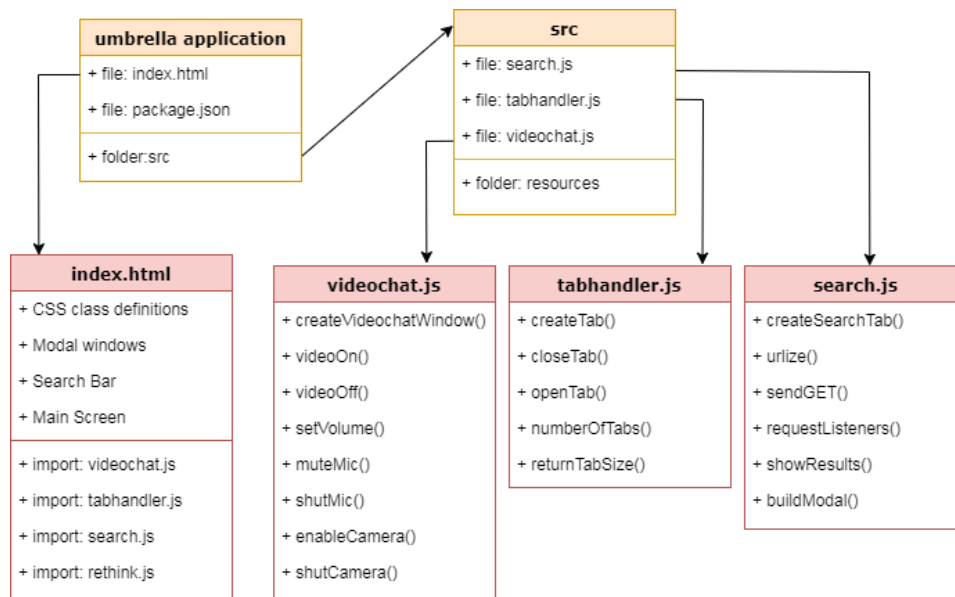 umbrella application
+ file: index.html
+ file: package.json
+ folder:src
src
+ file: search.js
+ file: tabhandler.js
+ file: videochat.js
+ folder: resources
index.html
+ CSS class definitions
+ Modal windows
+ Search Bar
+ Main Screen
+ import: videochat.js
+ import: tabhandler.js
+ import: search.js
+ import: rethink.js
videochat.js
+ createVideochatWindow()
+ videoOn()
+ videoOff()
+ setVolume()
+ muteMic()
+ shutMic()
+ enableCamera()
+ shutCamera()
tabhandler.js
+ createTab()
+ closeTab()
+ openTab()
+ numberOfTabs()
+ returnTabSize()
search.js
+ createSearchTab()
+ urlize()
+ sendGET()
+ requestListeners()
+ showResults()
+ buildModal()